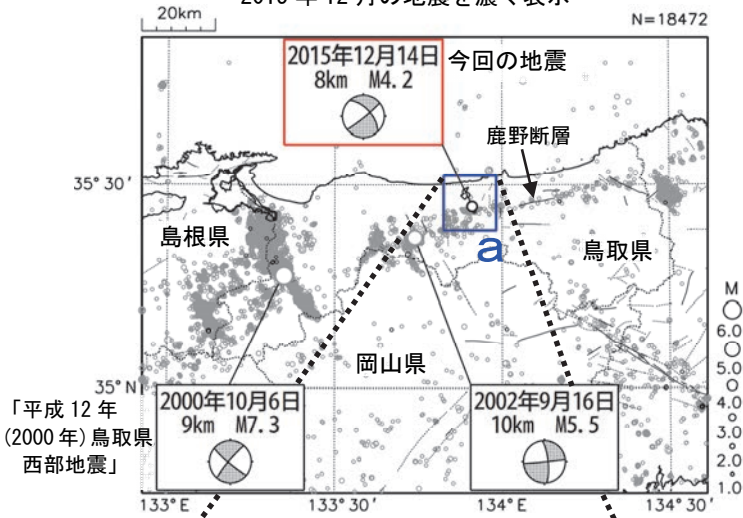 2015年12月の地震を濃く表示
20km
N=18472
2015年12月14日
8km M4.2
今回の地震
鹿野断層
35°30′
島根県
a
鳥取県
岡山県
M
6.0
5.0
4.0
3.0
2.0
1.0
35°N
「平成12年
(2000年)鳥取県
西部地震」
2000年10月6日
9km M7.3
2002年9月16日
10km M5.5
133°E
133°30′
134°E
134°30′